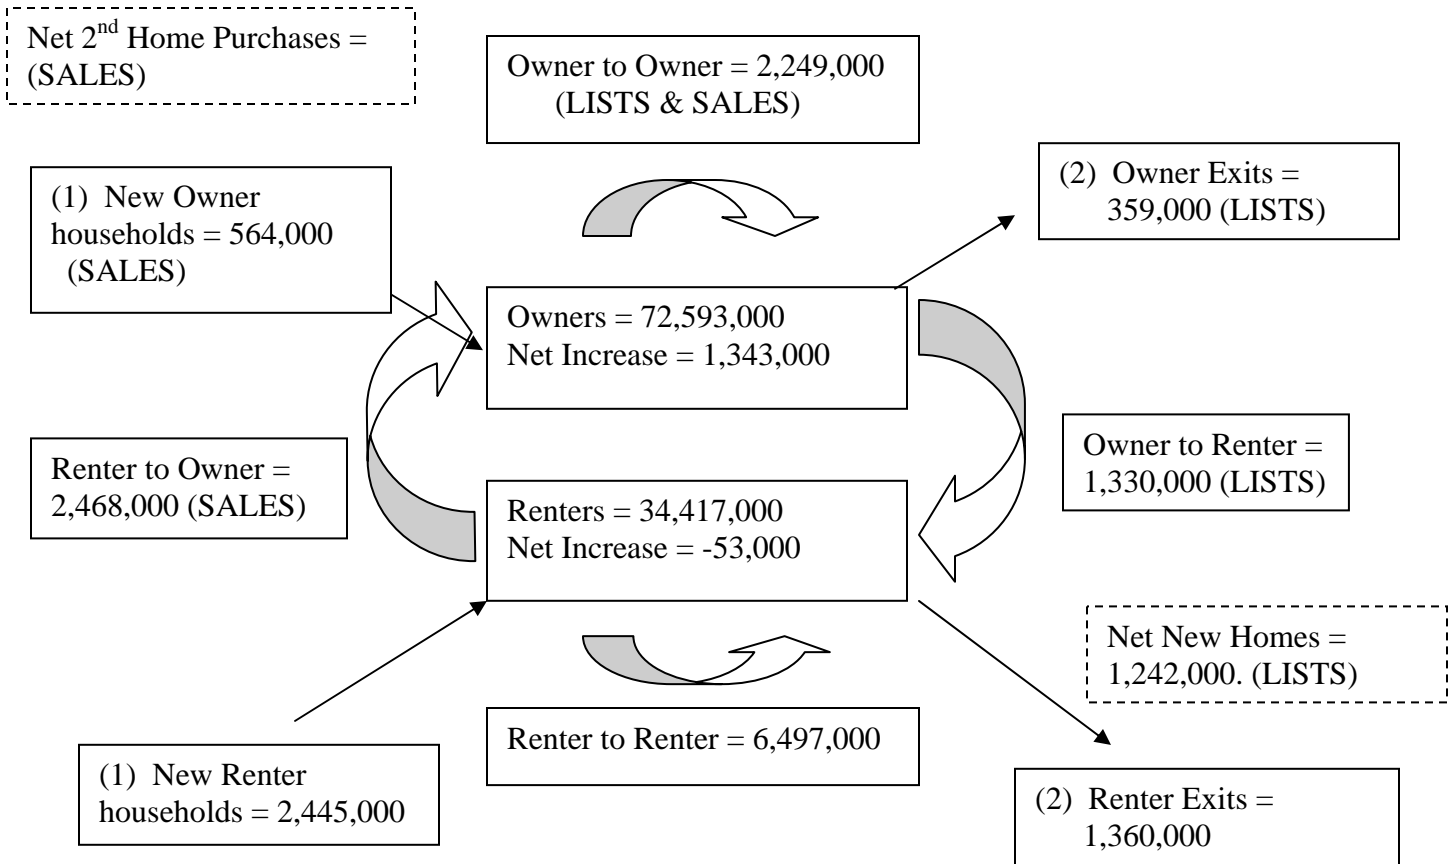 Net 2nd Home Purchases =
(SALES)
Owner to Owner = 2,249,000
(LISTS & SALES)
(1) New Owner
households = 564,000
(SALES)
(2) Owner Exits =
359,000 (LISTS)
Owners = 72,593,000
Net Increase = 1,343,000
Renter to Owner =
2,468,000 (SALES)
Owner to Renter =
1,330,000 (LISTS)
Renters = 34,417,000
Net Increase = -53,000
Net New Homes =
1,242,000. (LISTS)
Renter to Renter = 6,497,000
(1) New Renter
households = 2,445,000
(2) Renter Exits =
1,360,000